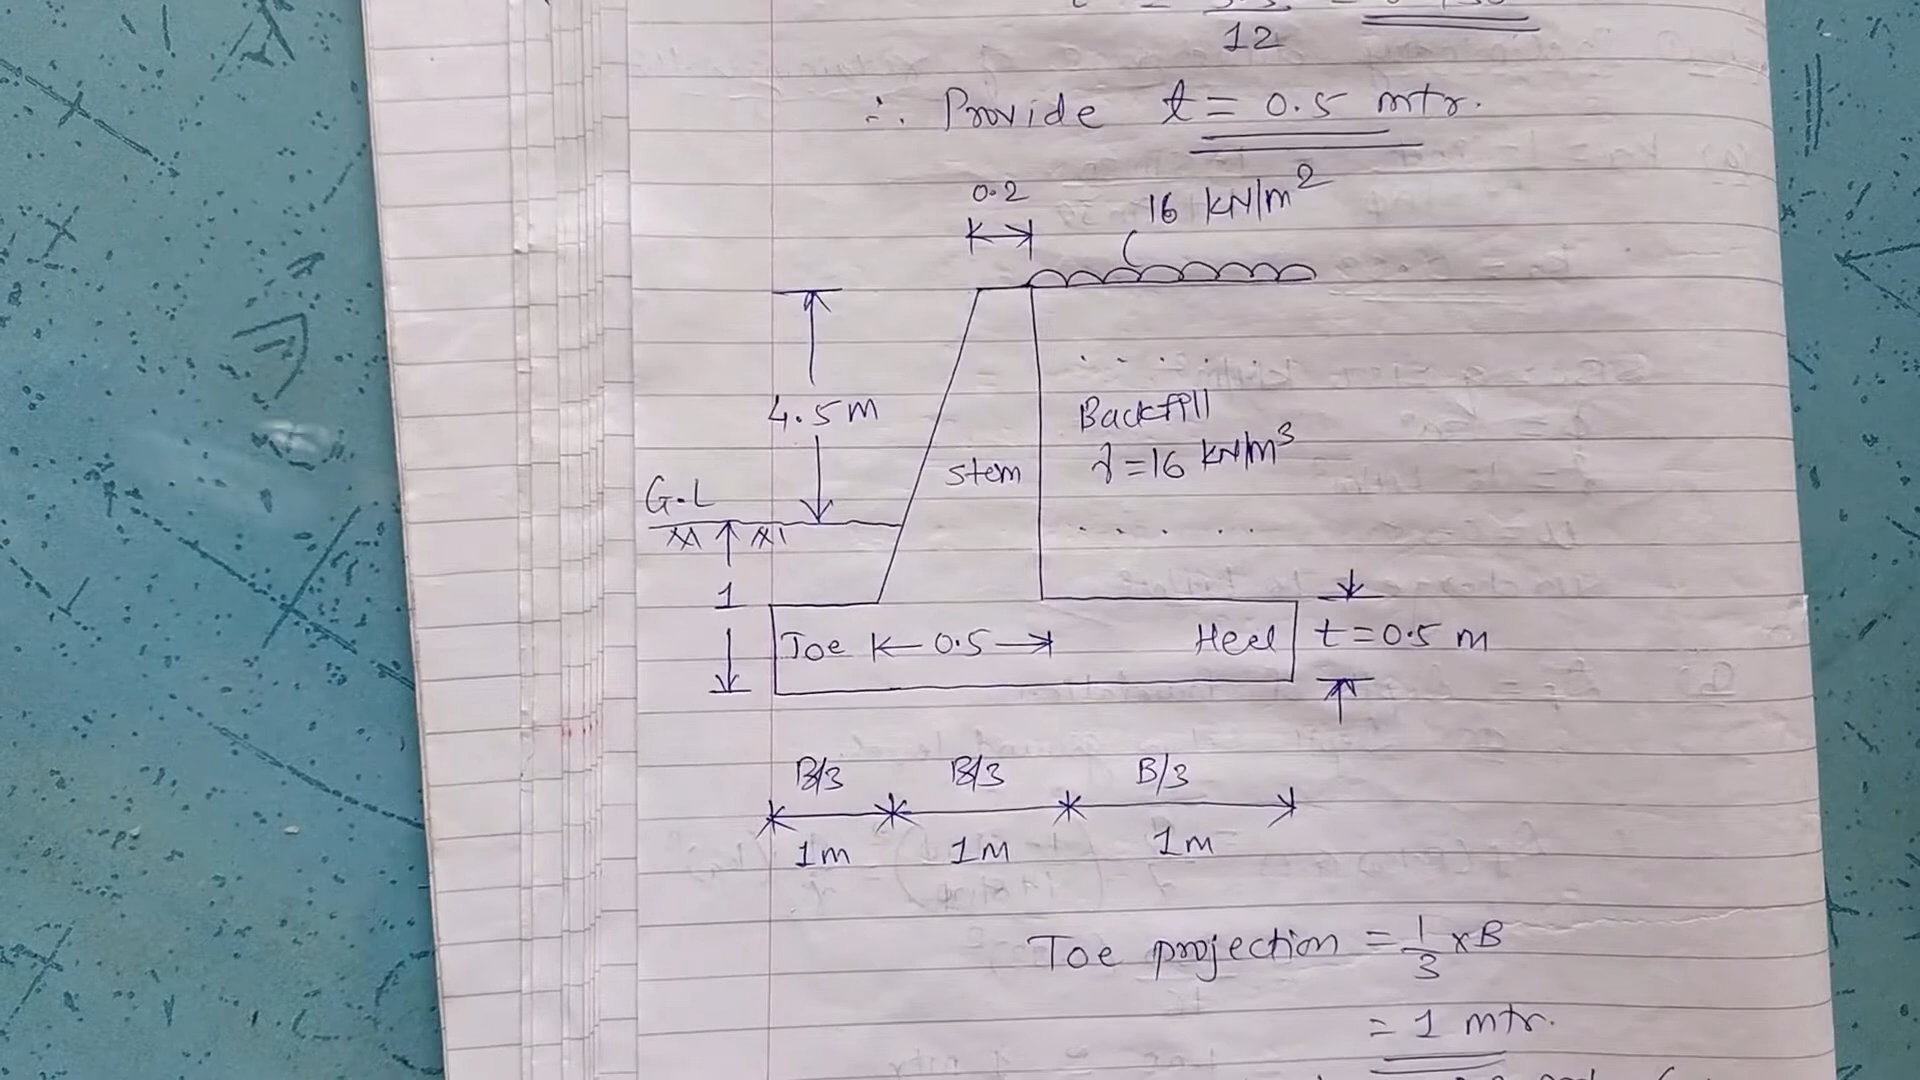 12
∴ Provide t = 0.5 mtr.
0.2
16 kN/m²
4.5m
Backfill
γ=16 kN/m³
Stem
G.L
1
Toe 0.5 Heel t=0.5 m
B/3 B/3 B/3
1m 1m 1m
Toe projection = 1/3 x B
= 1 mtr.